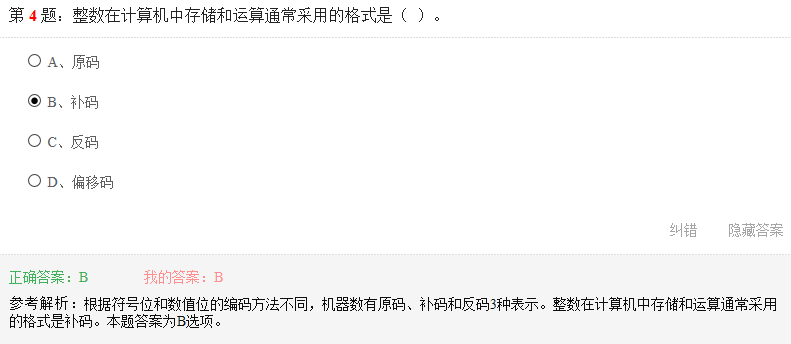 第 4 题：整数在计算机中存储和运算通常采用的格式是（ ）。
A、原码
B、补码
C、反码
D、偏移码
纠错 隐藏答案
正确答案：B 我的答案：B
参考解析：根据符号位和数值位的编码方法不同，机器数有原码、补码和反码3种表示。整数在计算机中存储和运算通常采用
的格式是补码。本题答案为B选项。